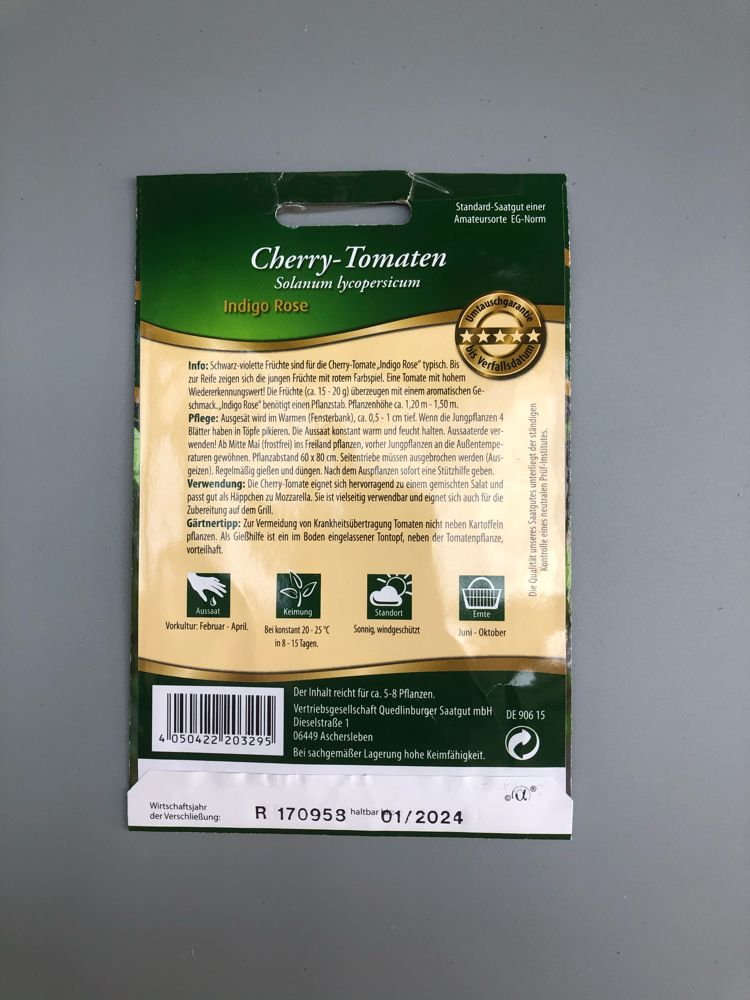 Standard-Saatgut einer
Amateursorte EG-Norm
Cherry-Tomaten
Solanum lycopersicum
Indigo Rose
Umtauschgarantie
bis Verfallsdatum
Info: Schwarz-violette Früchte sind für die Cherry-Tomate „Indigo Rose" typisch. Bis
zur Reife zeigen sich die jungen Früchte mit rotem Farbspiel. Eine Tomate mit hohem
Wiedererkennungswert! Die Früchte (ca. 15 - 20 g) überzeugen mit einem aromatischen Ge-
schmack. „Indigo Rose" benötigt einen Pflanzstab. Pflanzenhöhe ca. 1,20 m - 1,50 m.
Pflege: Ausgesät wird im Warmen (Fensterbank), ca. 0,5 - 1 cm tief. Wenn die Jungpflanzen 4
Blätter haben in Töpfe pikieren. Die Aussaat konstant warm und feucht halten. Aussaaterde ver-
wenden! Ab Mitte Mai (frostfrei) ins Freiland pflanzen, vorher Jungpflanzen an die Außentempe-
raturen gewöhnen. Pflanzabstand 60 x 80 cm. Seitentriebe müssen ausgebrochen werden (Aus-
geizen). Regelmäßig gießen und düngen. Nach dem Auspflanzen sofort eine Stützhilfe geben.
Verwendung: Die Cherry-Tomate eignet sich hervorragend zu einem gemischten Salat und
passt gut als Häppchen zu Mozzarella. Sie ist vielseitig verwendbar und eignet sich auch für die
Zubereitung auf dem Grill.
Gärtnertipp: Zur Vermeidung von Krankheitsübertragung Tomaten nicht neben Kartoffeln
pflanzen. Als Gießhilfe ist ein im Boden eingelassener Tontopf, neben der Tomatenpflanze,
vorteilhaft.
Die Qualität unseres Saatgutes unterliegt der ständigen
Kontrolle eines neutralen Prüf-Institutes.
Aussaat
Vorkultur: Februar - April.
Keimung
Bei konstant 20 - 25 °C
in 8 - 15 Tagen.
Standort
Sonnig, windgeschützt
Ernte
Juni - Oktober
4 050422 203295
Der Inhalt reicht für ca. 5-8 Pflanzen.
Vertriebsgesellschaft Quedlinburger Saatgut mbH
Dieselstraße 1
06449 Aschersleben
Bei sachgemäßer Lagerung hohe Keimfähigkeit.
DE 906 15
Wirtschaftsjahr
der Verschließung:
R 170958 haltbar bis: 01/2024
©@®